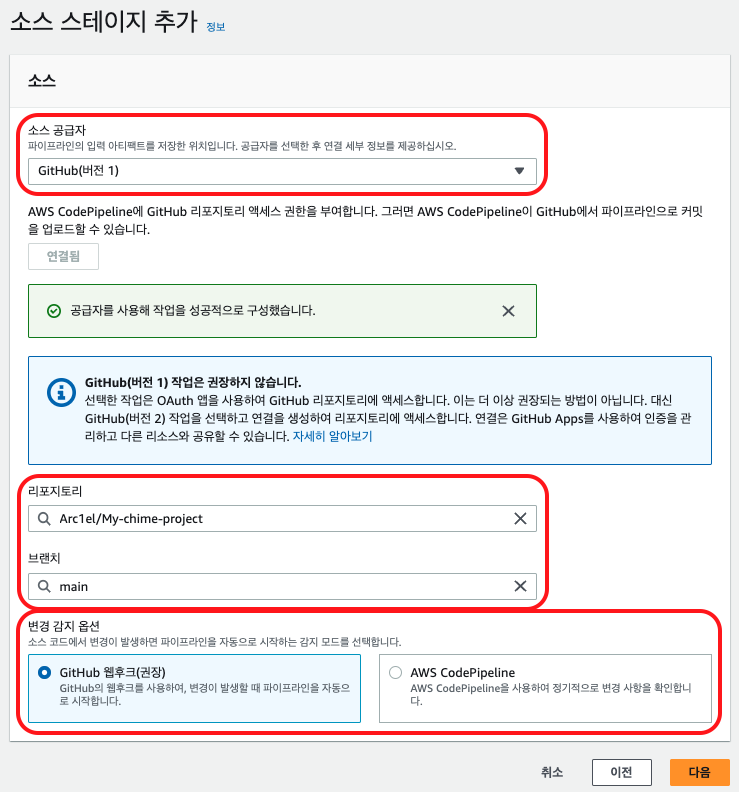 소스 스테이지 추가 정보
소스
소스 공급자
파이프라인의 입력 아티팩트를 저장한 위치입니다. 공급자를 선택한 후 연결 세부 정보를 제공하십시오.
GitHub(버전 1)
AWS CodePipeline에 GitHub 리포지토리 액세스 권한을 부여합니다. 그러면 AWS CodePipeline이 GitHub에서 파이프라인으로 커밋
을 업로드할 수 있습니다.
연결됨
공급자를 사용해 작업을 성공적으로 구성했습니다.
GitHub(버전 1) 작업은 권장하지 않습니다.
선택한 작업은 OAuth 앱을 사용하여 GitHub 리포지토리에 액세스합니다. 이는 더 이상 권장되는 방법이 아닙니다. 대신
GitHub(버전 2) 작업을 선택하고 연결을 생성하여 리포지토리에 액세스합니다. 연결은 GitHub Apps를 사용하여 인증을 관
리하고 다른 리소스와 공유할 수 있습니다. 자세히 알아보기
리포지토리
Arc1el/My-chime-project
브랜치
main
변경 감지 옵션
소스 코드에서 변경이 발생하면 파이프라인을 자동으로 시작하는 감지 모드를 선택합니다.
GitHub 웹후크(권장)
GitHub의 웹후크를 사용하여, 변경이 발생할 때 파이프라인을 자동으
로 시작합니다.
AWS CodePipeline
AWS CodePipeline을 사용하여 정기적으로 변경 사항을 확인합니
다.
취소
이전
다음